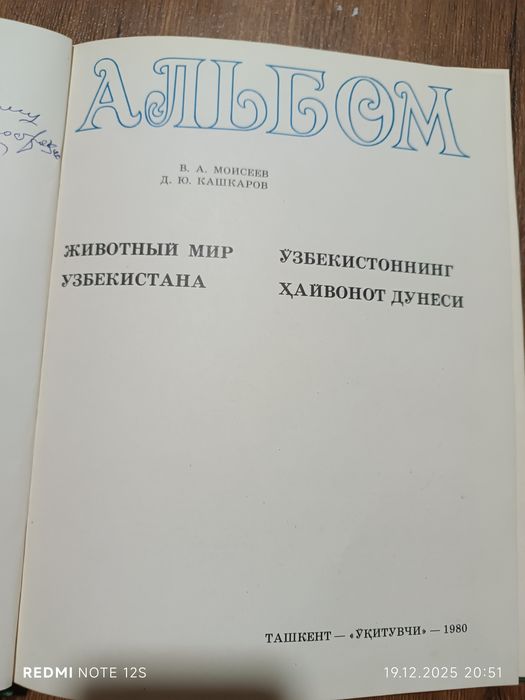 АЛЬБОМ
В. А. МОИСЕЕВ
Д. Ю. КАШКАРОВ
ЖИВОТНЫЙ МИР
УЗБЕКИСТАНА
ЎЗБЕКИСТОННИНГ
ҲАЙВОНОТ ДУНЕСИ
ТАШКЕНТ — «ЎҚИТУВЧИ» — 1980
REDMI NOTE 12S
19.12.2025 20:51